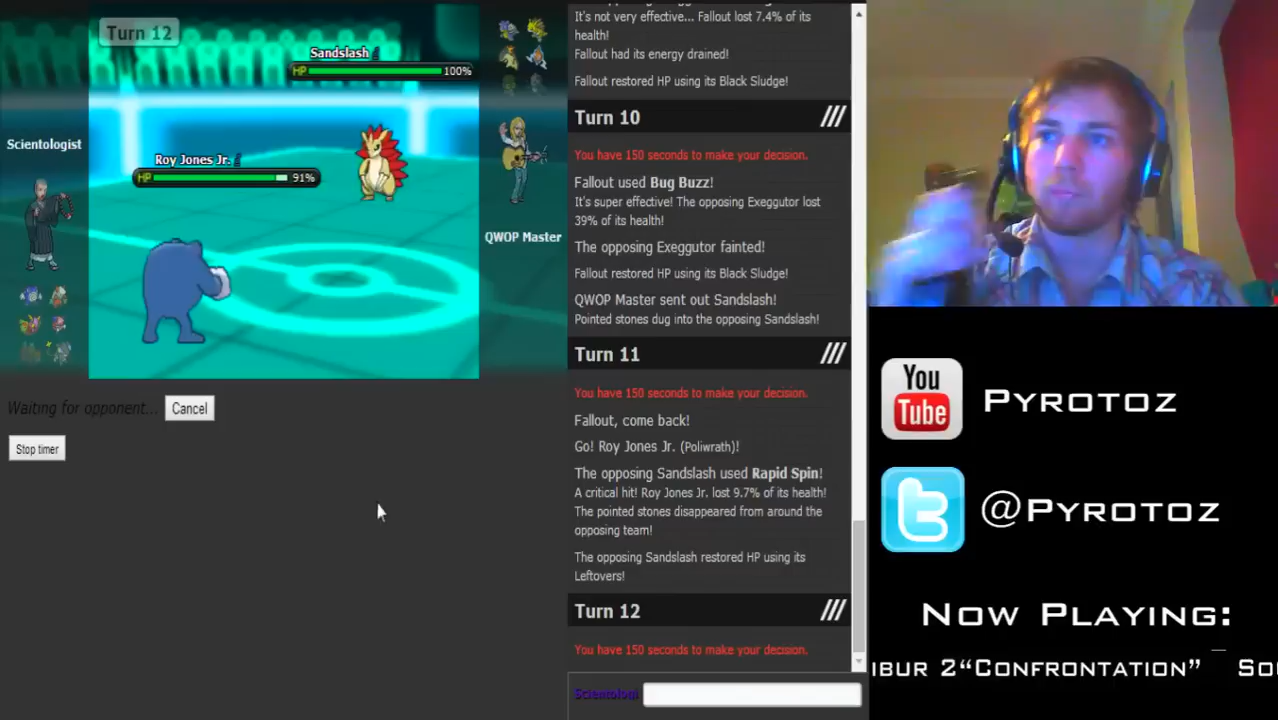 Turn 12
Sandslash
HP 100%
Scientologist
Roy Jones Jr.
HP 91%
QWOP Master
Waiting for opponent... Cancel
Stop timer
It's not very effective... Fallout lost 7.4% of its
health!
Fallout had its energy drained!
Fallout restored HP using its Black Sludge!
Turn 10
You have 150 seconds to make your decision.
Fallout used Bug Buzz!
It's super effective! The opposing Exeggutor lost
39% of its health!
The opposing Exeggutor fainted!
Fallout restored HP using its Black Sludge!
QWOP Master sent out Sandslash!
Pointed stones dug into the opposing Sandslash!
Turn 11
You have 150 seconds to make your decision.
Fallout, come back!
Go! Roy Jones Jr. (Poliwrath)!
The opposing Sandslash used Rapid Spin!
A critical hit! Roy Jones Jr. lost 9.7% of its health!
The pointed stones disappeared from around the
opposing team!
The opposing Sandslash restored HP using its
Leftovers!
Turn 12
You have 150 seconds to make your decision.
Scientologi
You
Tube
Pyrotoz
@Pyrotoz
Now Playing:
ibur 2 "Confrontation" So